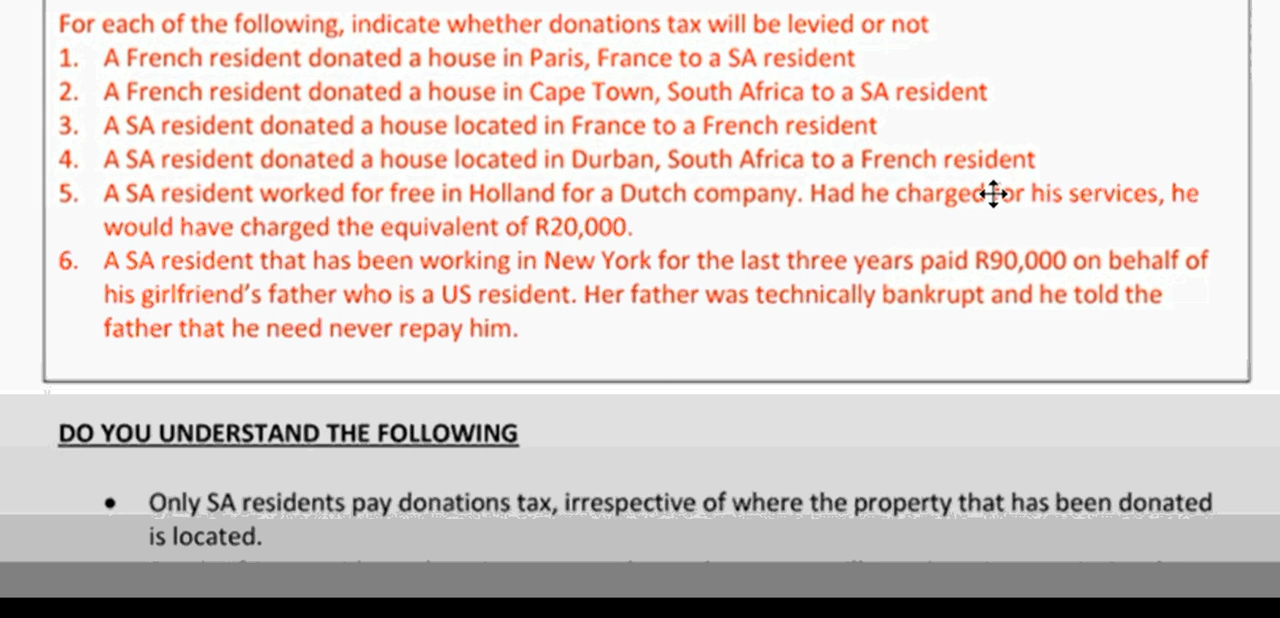 For each of the following, indicate whether donations tax will be levied or not
1. A French resident donated a house in Paris, France to a SA resident
2. A French resident donated a house in Cape Town, South Africa to a SA resident
3. A SA resident donated a house located in France to a French resident
4. A SA resident donated a house located in Durban, South Africa to a French resident
5. A SA resident worked for free in Holland for a Dutch company. Had he charged for his services, he
would have charged the equivalent of R20,000.
6. A SA resident that has been working in New York for the last three years paid R90,000 on behalf of
his girlfriend's father who is a US resident. Her father was technically bankrupt and he told the
father that he need never repay him.
DO YOU UNDERSTAND THE FOLLOWING
• Only SA residents pay donations tax, irrespective of where the property that has been donated
is located.